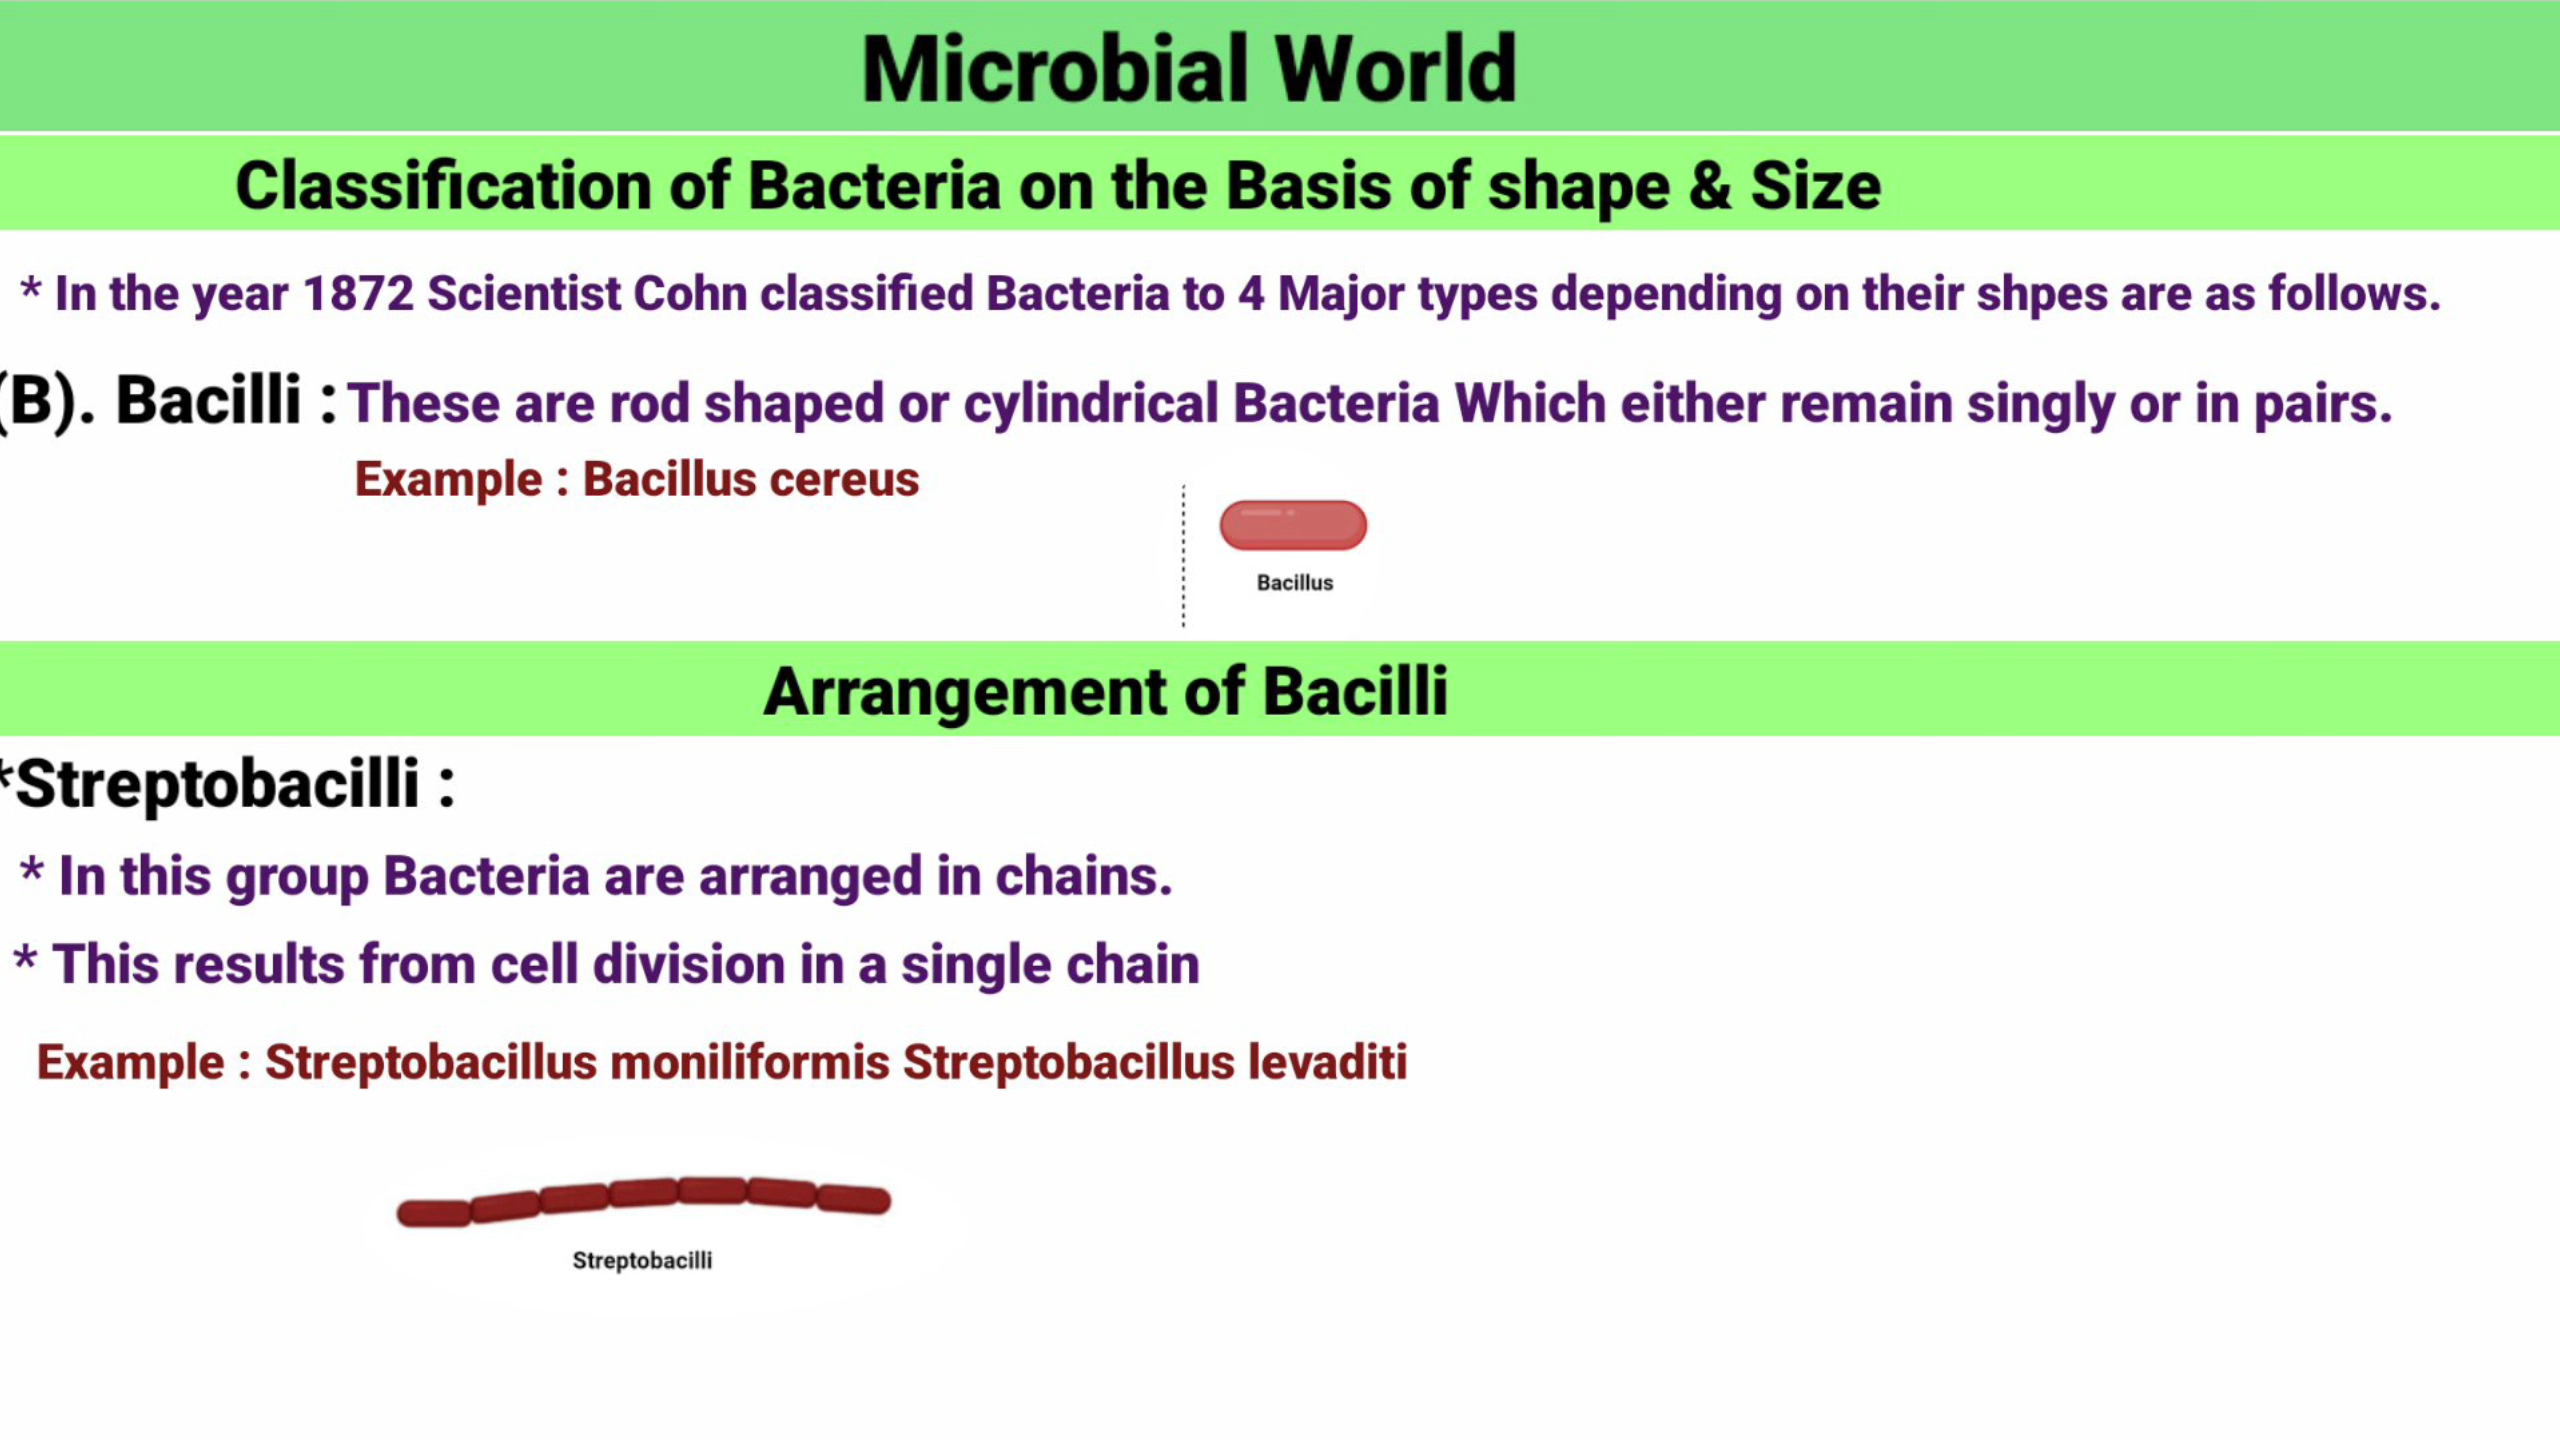 Microbial World
Classification of Bacteria on the Basis of shape & Size
* In the year 1872 Scientist Cohn classified Bacteria to 4 Major types depending on their shpes are as follows.
(B). Bacilli : These are rod shaped or cylindrical Bacteria Which either remain singly or in pairs.
Example : Bacillus cereus
Bacillus
Arrangement of Bacilli
*Streptobacilli :
* In this group Bacteria are arranged in chains.
* This results from cell division in a single chain
Example : Streptobacillus moniliformis Streptobacillus levaditi
Streptobacilli